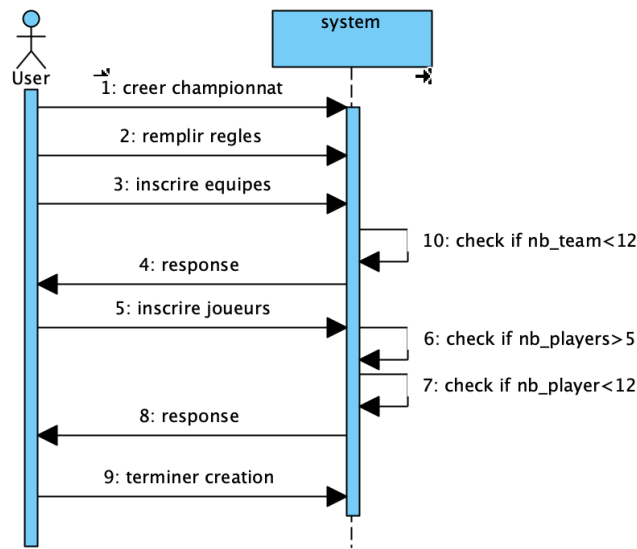 system
User
1: creer championnat
2: remplir regles
3: inscrire equipes
10: check if nb_team<12
4: response
5: inscrire joueurs
6: check if nb_players>5
7: check if nb_player<12
8: response
9: terminer creation